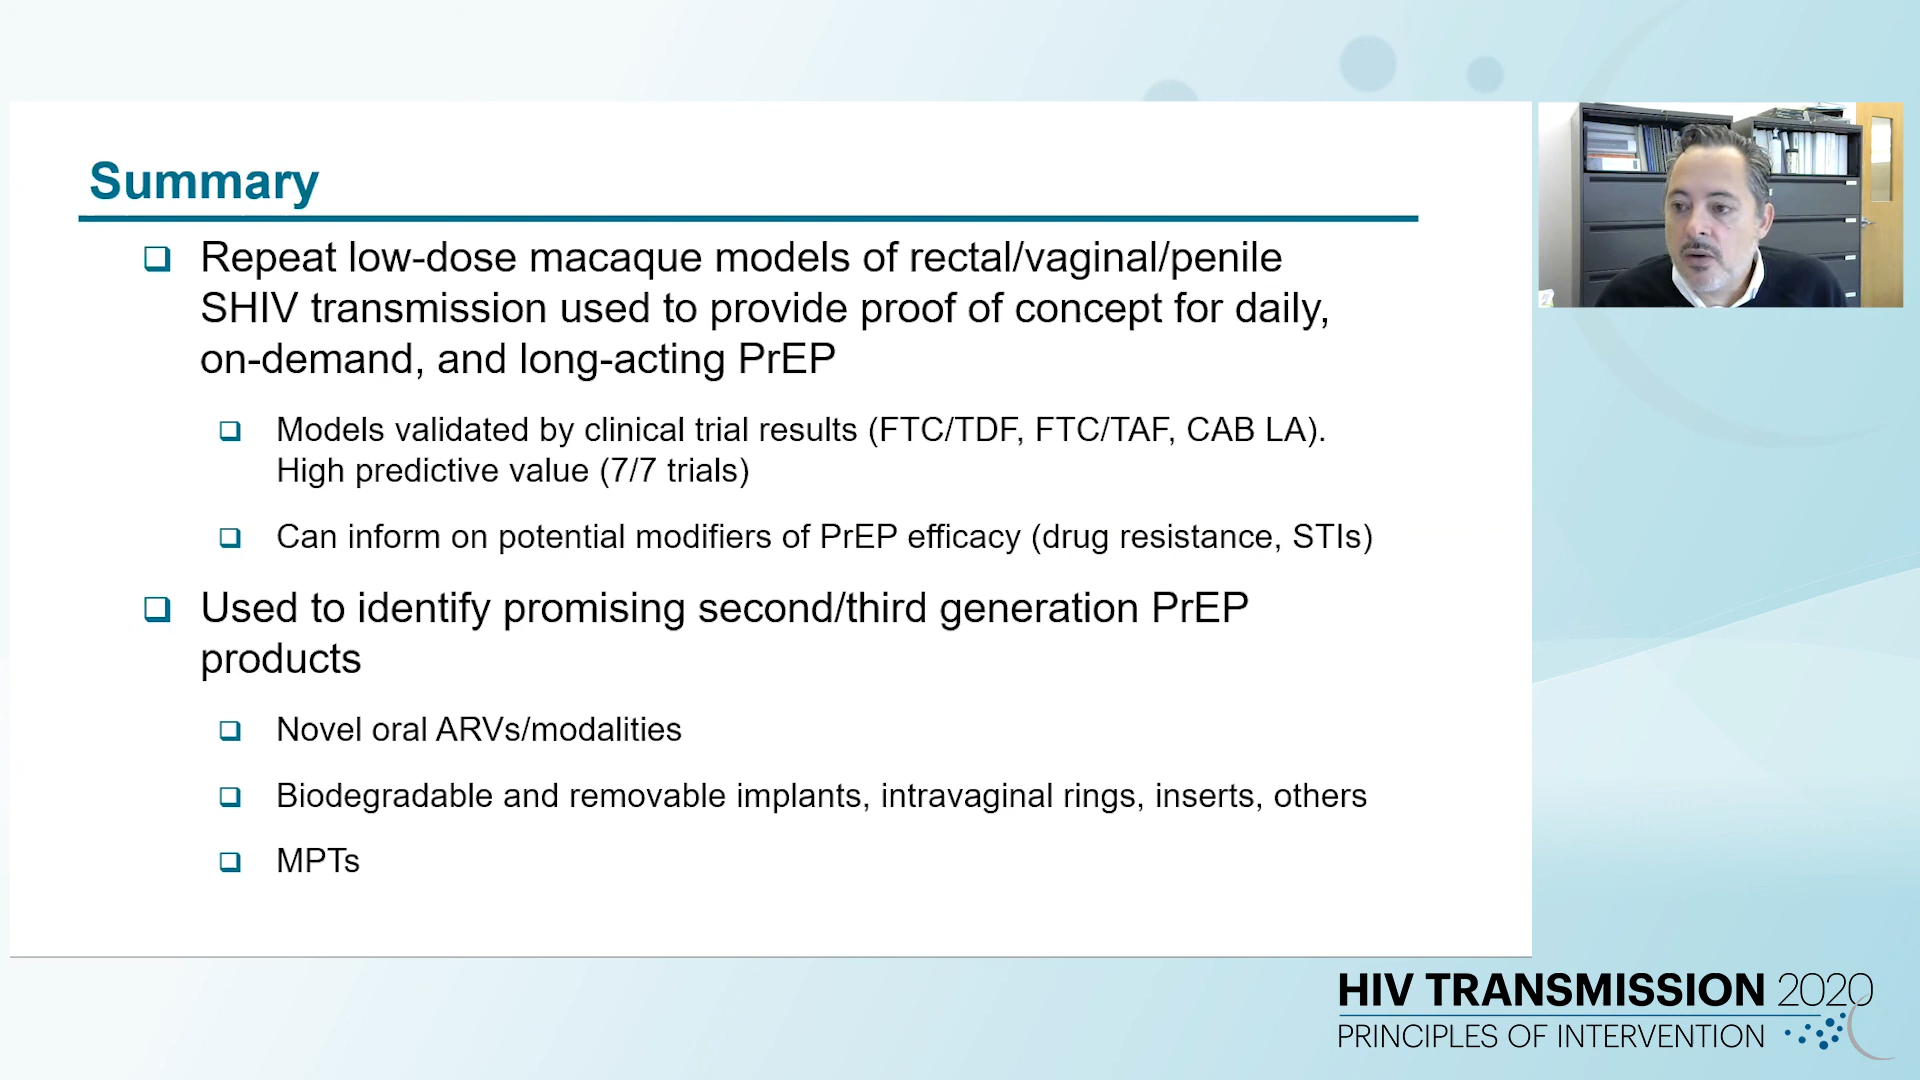 Summary
Repeat low-dose macaque models of rectal/vaginal/penile
SHIV transmission used to provide proof of concept for daily,
on-demand, and long-acting PrEP
Models validated by clinical trial results (FTC/TDF, FTC/TAF, CAB LA).
High predictive value (7/7 trials)
Can inform on potential modifiers of PrEP efficacy (drug resistance, STIs)
Used to identify promising second/third generation PrEP
products
Novel oral ARVs/modalities
Biodegradable and removable implants, intravaginal rings, inserts, others
MPTs
HIV TRANSMISSION 2020
PRINCIPLES OF INTERVENTION